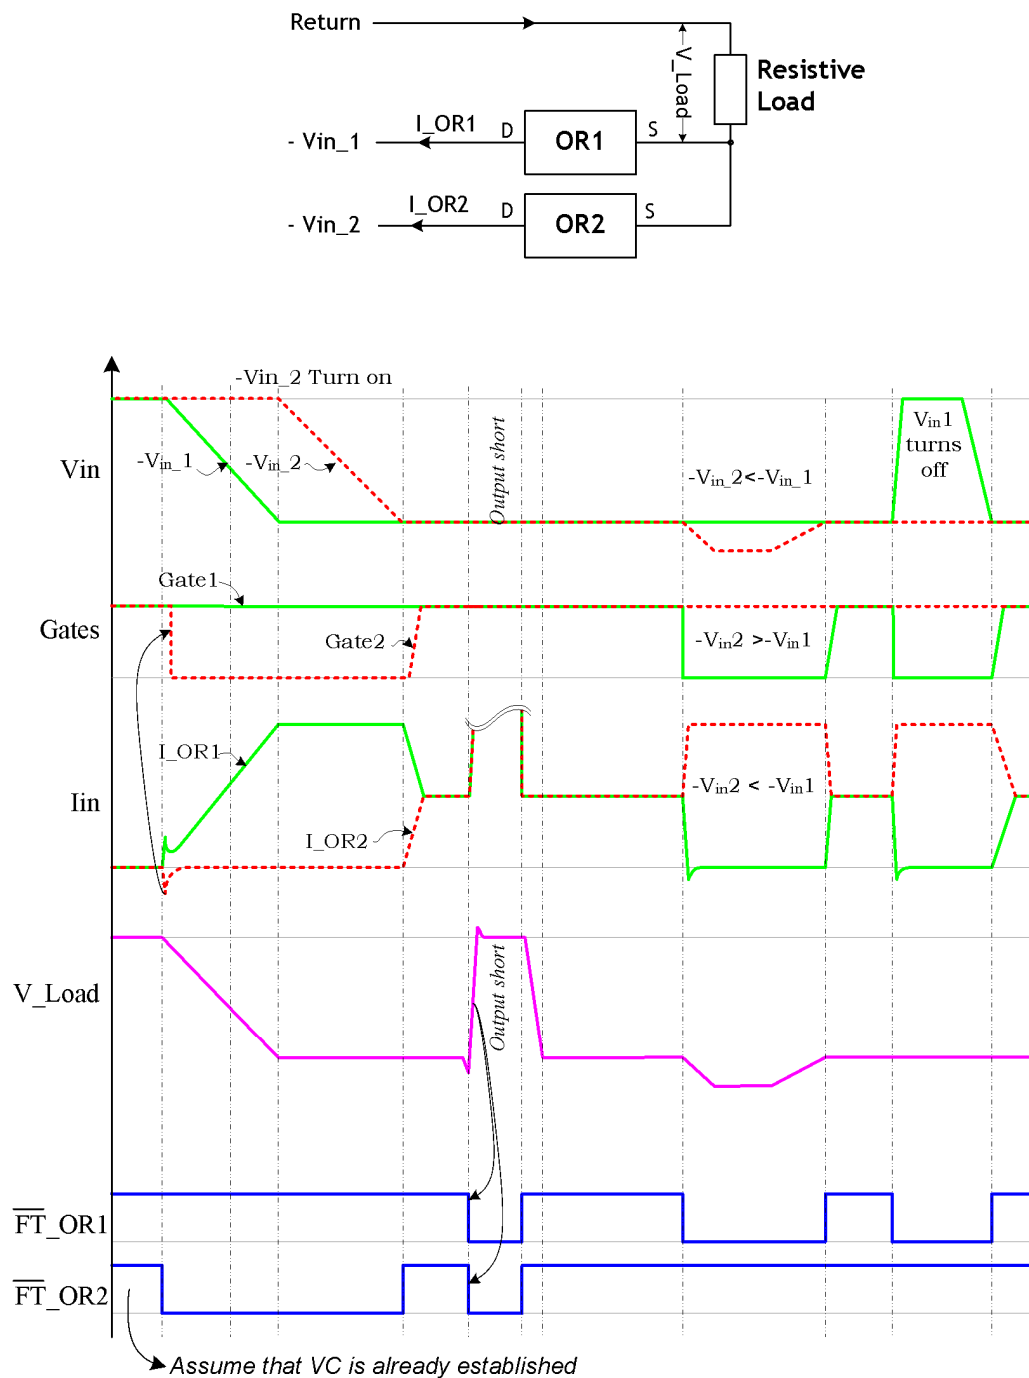 Return
V_Load
Resistive
Load
I_OR1
D
OR1
S
- Vin_1
I_OR2
D
OR2
S
- Vin_2
-Vin_2 Turn on
Vin
-Vin_1
-Vin_2
Output short
-Vin_2<-Vin_1
Vin1
turns
off
Gate1
Gates
Gate2
-Vin2 >-Vin1
I_OR1
Iin
I_OR2
-Vin2 < -Vin1
V_Load
Output short
F̅T̅_OR1
F̅T̅_OR2
Assume that VC is already established